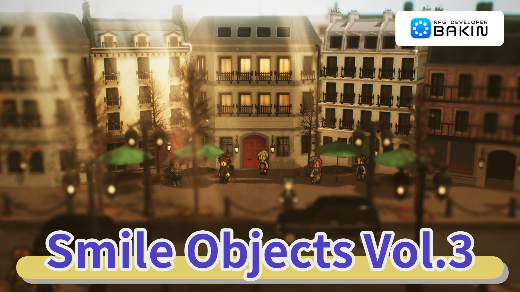 RPG DEVELOPER
BAKIN
Smile Objects Vol.3